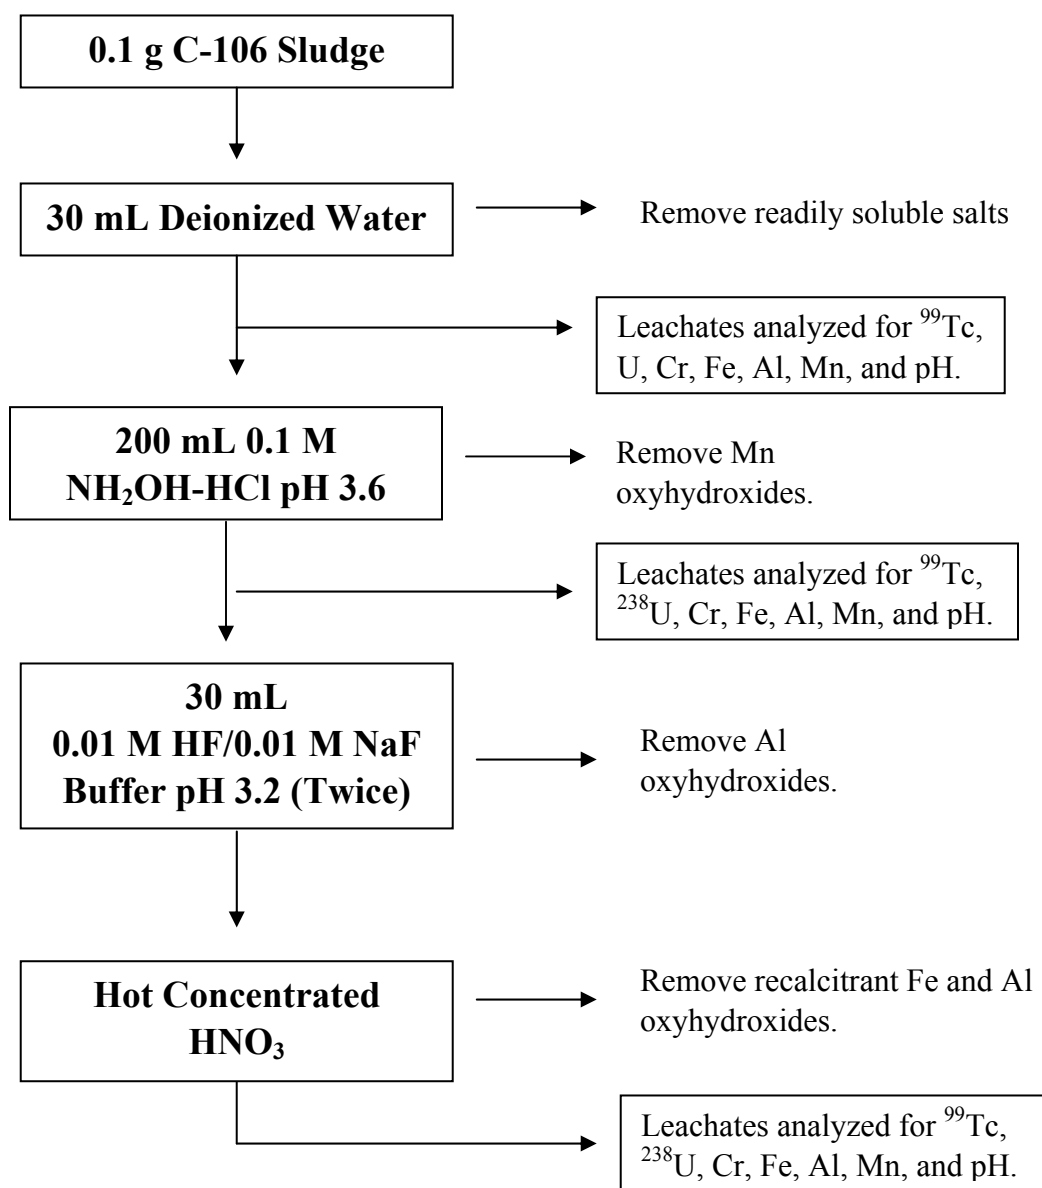 0.1 g C-106 Sludge
30 mL Deionized Water
Remove readily soluble salts
Leachates analyzed for ⁹⁹Tc,
U, Cr, Fe, Al, Mn, and pH.
200 mL 0.1 M
NH₂OH-HCl pH 3.6
Remove Mn
oxyhydroxides.
Leachates analyzed for ⁹⁹Tc,
²³⁸U, Cr, Fe, Al, Mn, and pH.
30 mL
0.01 M HF/0.01 M NaF
Buffer pH 3.2 (Twice)
Remove Al
oxyhydroxides.
Hot Concentrated
HNO₃
Remove recalcitrant Fe and Al
oxyhydroxides.
Leachates analyzed for ⁹⁹Tc,
²³⁸U, Cr, Fe, Al, Mn, and pH.